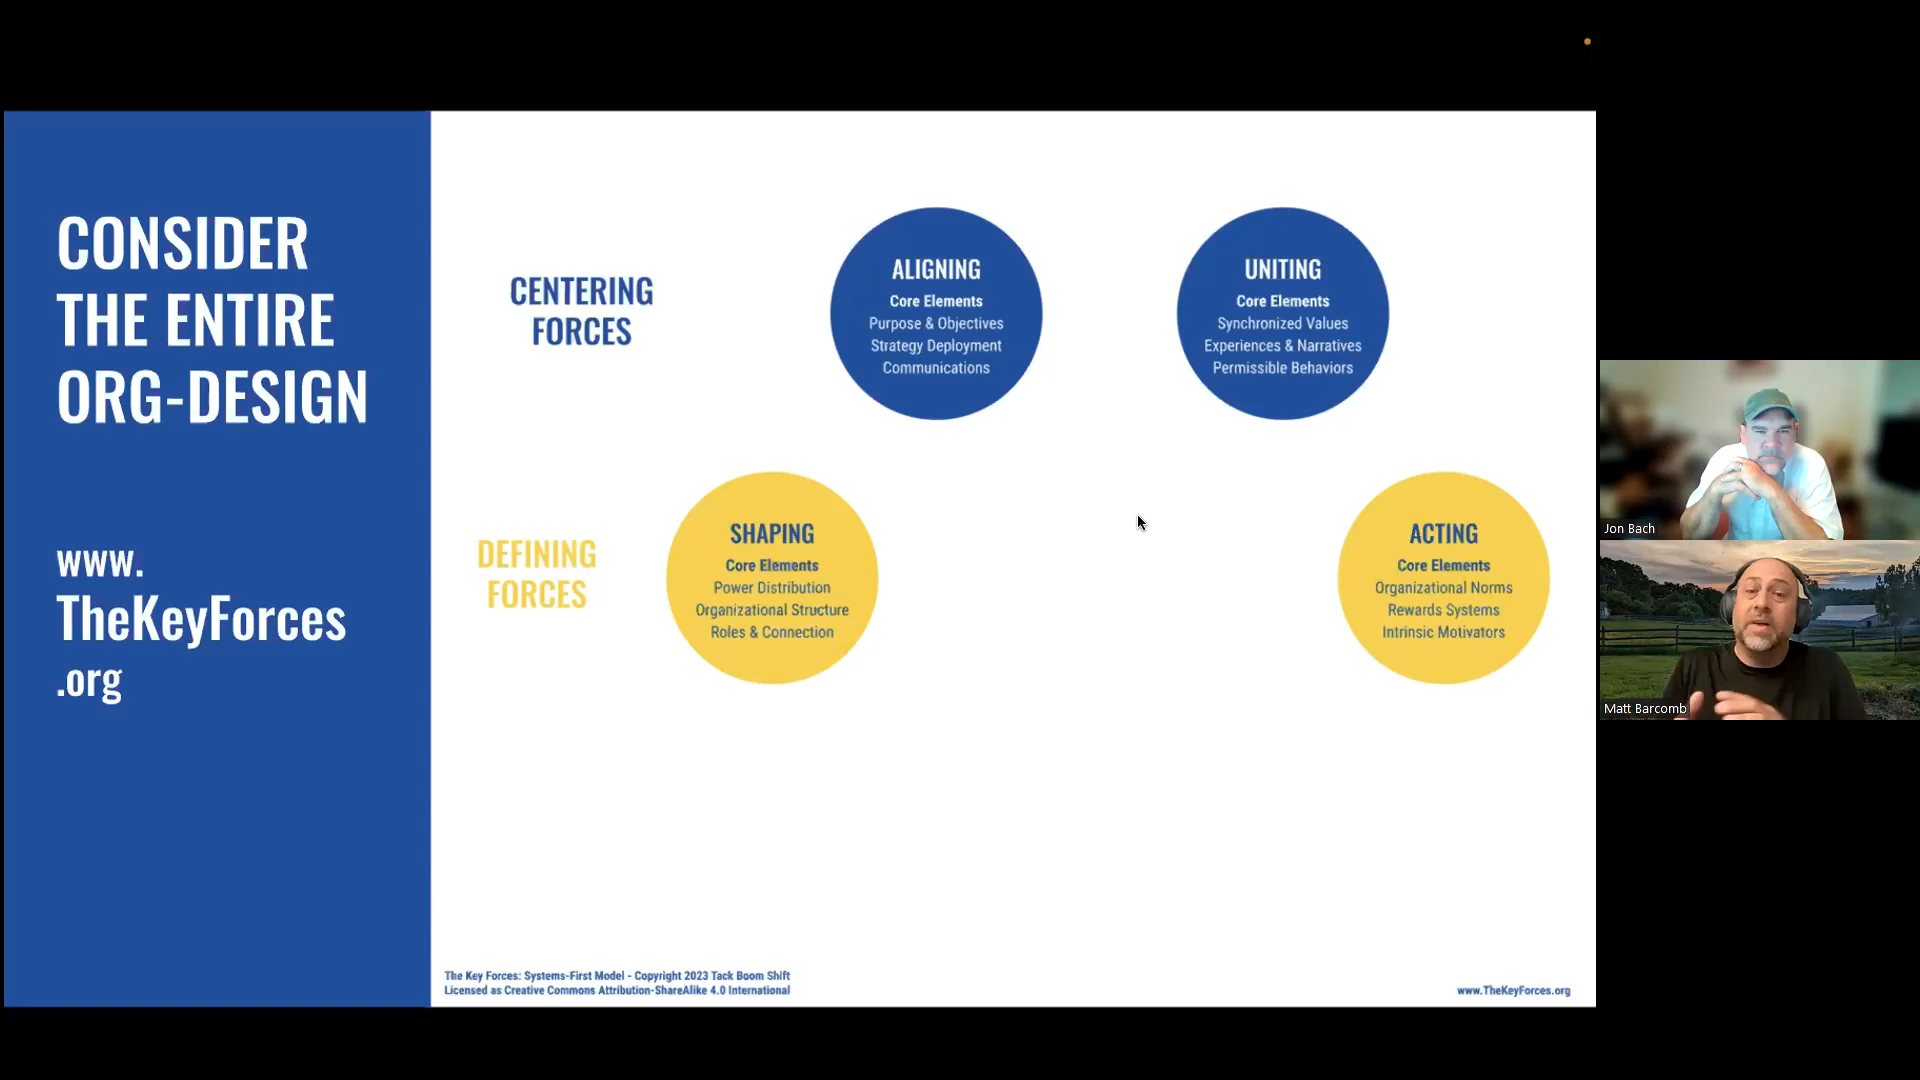 CONSIDER
THE ENTIRE
ORG-DESIGN
www.
TheKeyForces
.org
CENTERING
FORCES
ALIGNING
Core Elements
Purpose & Objectives
Strategy Deployment
Communications
UNITING
Core Elements
Synchronized Values
Experiences & Narratives
Permissible Behaviors
DEFINING
FORCES
SHAPING
Core Elements
Power Distribution
Organizational Structure
Roles & Connection
ACTING
Core Elements
Organizational Norms
Rewards Systems
Intrinsic Motivators
The Key Forces: Systems-First Model - Copyright 2023 Tack Boom Shift
Licensed as Creative Commons Attribution-ShareAlike 4.0 International
www.TheKeyForces.org
Jon Bach
Matt Barcomb